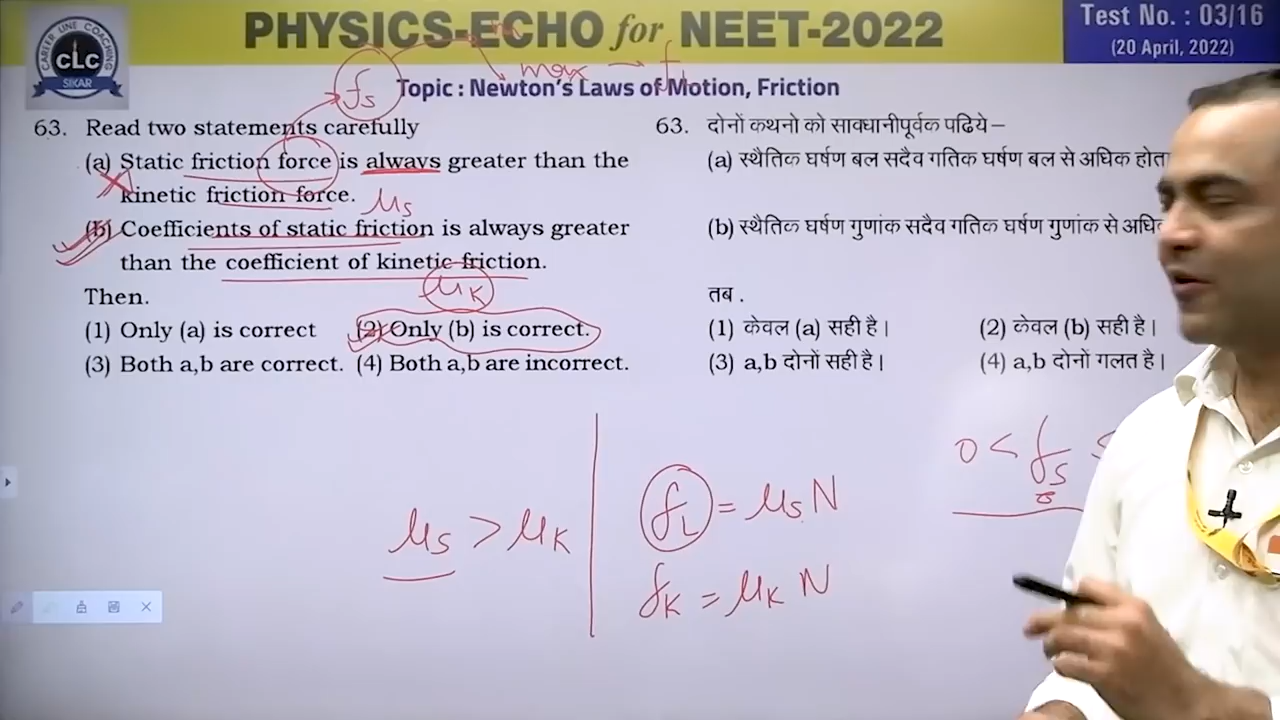 CAREER LINE COACHING
CLC
SIKAR
PHYSICS-ECHO for NEET-2022
Test No. : 03/16
(20 April, 2022)
Topic : Newton's Laws of Motion, Friction
fs
max → fL
63. Read two statements carefully
(a) Static friction force is always greater than the
kinetic friction force.
μs
(b) Coefficients of static friction is always greater
than the coefficient of kinetic friction.
μK
Then.
(1) Only (a) is correct (2) Only (b) is correct.
(3) Both a,b are correct. (4) Both a,b are incorrect.
63. दोनों कथनो को सावधानीपूर्वक पढिये–
(a) स्थैतिक घर्षण बल सदैव गतिक घर्षण बल से अधिक होता
(b) स्थैतिक घर्षण गुणांक सदैव गतिक घर्षण गुणांक से
तब .
(1) केवल (a) सही है। (2) केवल (b) सही है।
(3) a,b दोनों सही है। (4) a,b दोनों गलत है।
μs > μK
fL = μs N
fK = μK N
0 < fs ≤